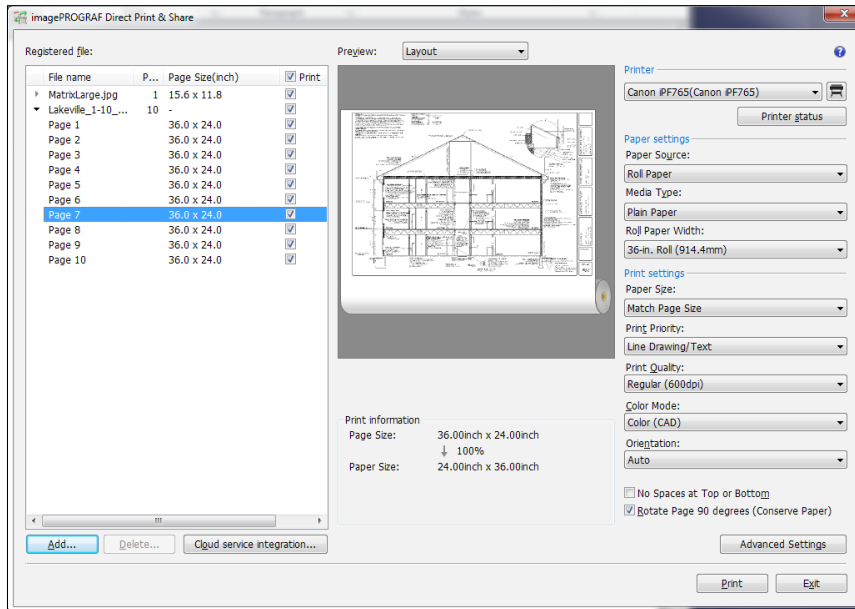 imagePROGRAF Direct Print & Share
Registered file:
File name P... Page Size(inch) Print
MatrixLarge.jpg 1 15.6 x 11.8
Lakeville_1-10_... 10 -
Page 1 36.0 x 24.0
Page 2 36.0 x 24.0
Page 3 36.0 x 24.0
Page 4 36.0 x 24.0
Page 5 36.0 x 24.0
Page 6 36.0 x 24.0
Page 7 36.0 x 24.0
Page 8 36.0 x 24.0
Page 9 36.0 x 24.0
Page 10 36.0 x 24.0
Add... Delete... Cloud service integration...
Preview: Layout
Print information
Page Size: 36.00inch x 24.00inch
100%
Paper Size: 24.00inch x 36.00inch
Printer
Canon iPF765(Canon iPF765)
Printer status
Paper settings
Paper Source:
Roll Paper
Media Type:
Plain Paper
Roll Paper Width:
36-in. Roll (914.4mm)
Print settings
Paper Size:
Match Page Size
Print Priority:
Line Drawing/Text
Print Quality:
Regular (600dpi)
Color Mode:
Color (CAD)
Orientation:
Auto
No Spaces at Top or Bottom
Rotate Page 90 degrees (Conserve Paper)
Advanced Settings
Print Exit